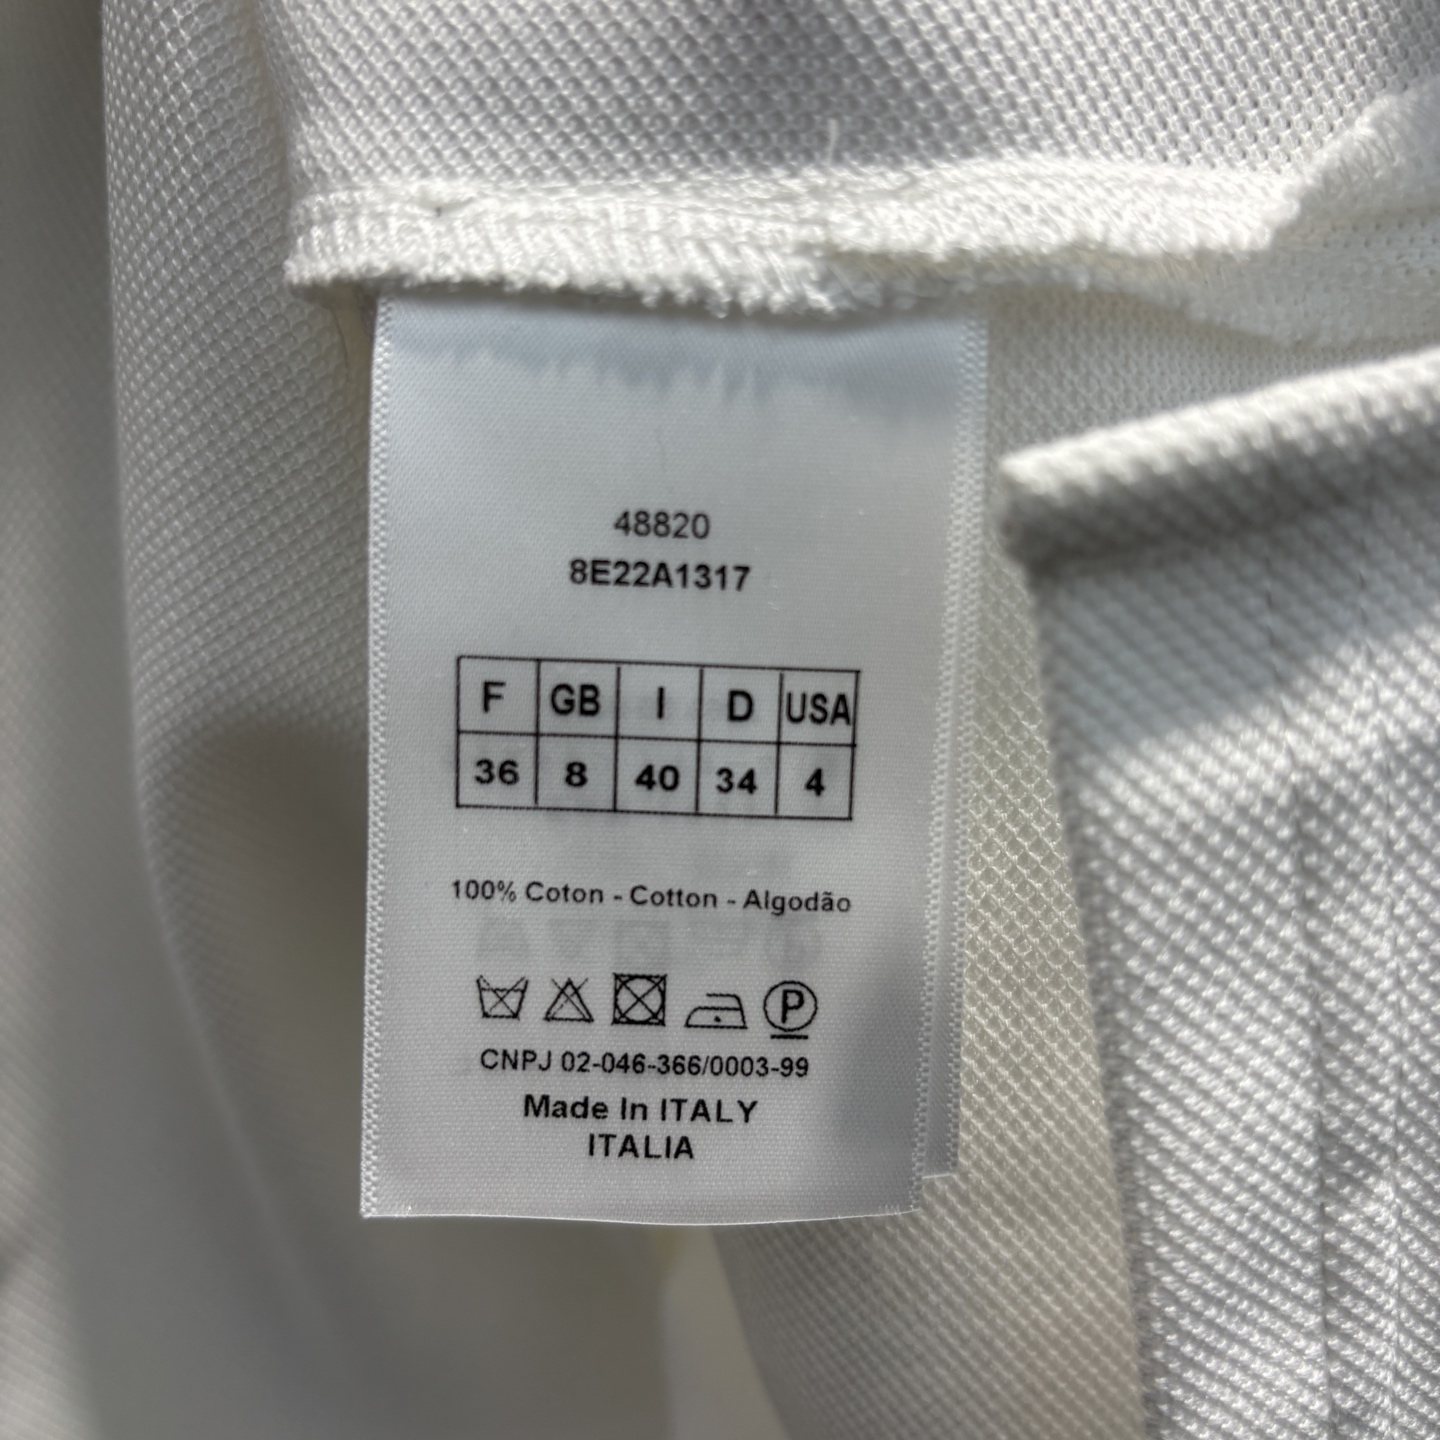 48820
8E22A1317
F GB I D USA
36 8 40 34 4
100% Coton - Cotton - Algodão
P
CNPJ 02-046-366/0003-99
Made In ITALY
ITALIA